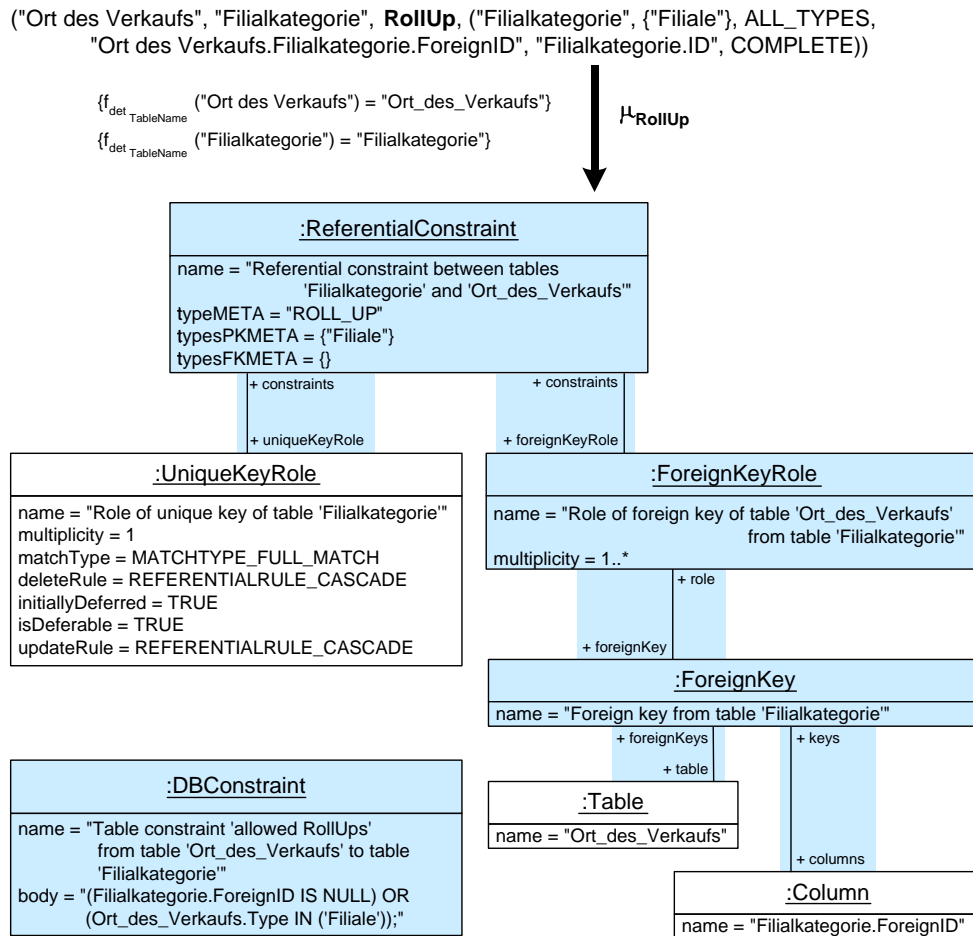 ("Ort des Verkaufs", "Filialkategorie", RollUp, ("Filialkategorie", {"Filiale"}, ALL_TYPES,
"Ort des Verkaufs.Filialkategorie.ForeignID", "Filialkategorie.ID", COMPLETE))
{f det TableName ("Ort des Verkaufs") = "Ort_des_Verkaufs"}
{f det TableName ("Filialkategorie") = "Filialkategorie"}
μ RollUp
:ReferentialConstraint
name = "Referential constraint between tables
'Filialkategorie' and 'Ort_des_Verkaufs'"
typeMETA = "ROLL_UP"
typesPKMETA = {"Filiale"}
typesFKMETA = {}
+ constraints
+ constraints
+ uniqueKeyRole
+ foreignKeyRole
:UniqueKeyRole
name = "Role of unique key of table 'Filialkategorie'"
multiplicity = 1
matchType = MATCHTYPE_FULL_MATCH
deleteRule = REFERENTIALRULE_CASCADE
initiallyDeferred = TRUE
isDeferable = TRUE
updateRule = REFERENTIALRULE_CASCADE
:ForeignKeyRole
name = "Role of foreign key of table 'Ort_des_Verkaufs'
from table 'Filialkategorie'"
multiplicity = 1..*
+ role
+ foreignKey
:ForeignKey
name = "Foreign key from table 'Filialkategorie'"
+ foreignKeys
+ keys
+ table
:Table
name = "Ort_des_Verkaufs"
+ columns
:Column
name = "Filialkategorie.ForeignID"
:DBConstraint
name = "Table constraint 'allowed RollUps'
from table 'Ort_des_Verkaufs' to table
'Filialkategorie'"
body = "(Filialkategorie.ForeignID IS NULL) OR
(Ort_des_Verkaufs.Type IN ('Filiale'));"